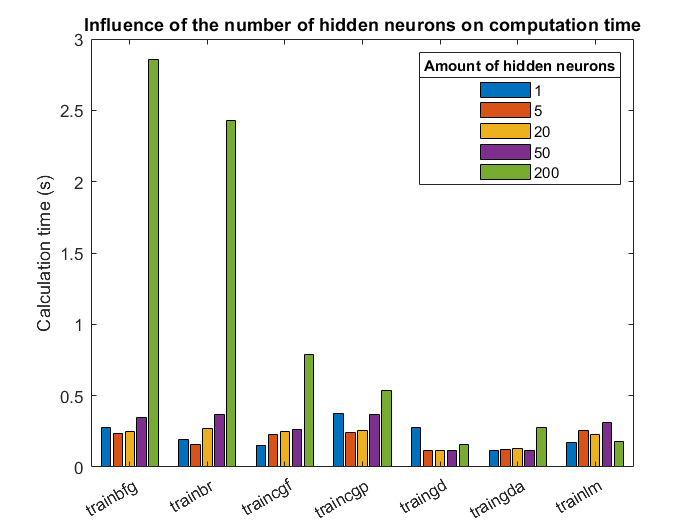 Influence of the number of hidden neurons on computation time
Calculation time (s)
3
2.5
2
1.5
1
0.5
0
Amount of hidden neurons
1
5
20
50
200
trainbfg
trainbr
traincgf
traincgp
traingd
traingda
trainlm